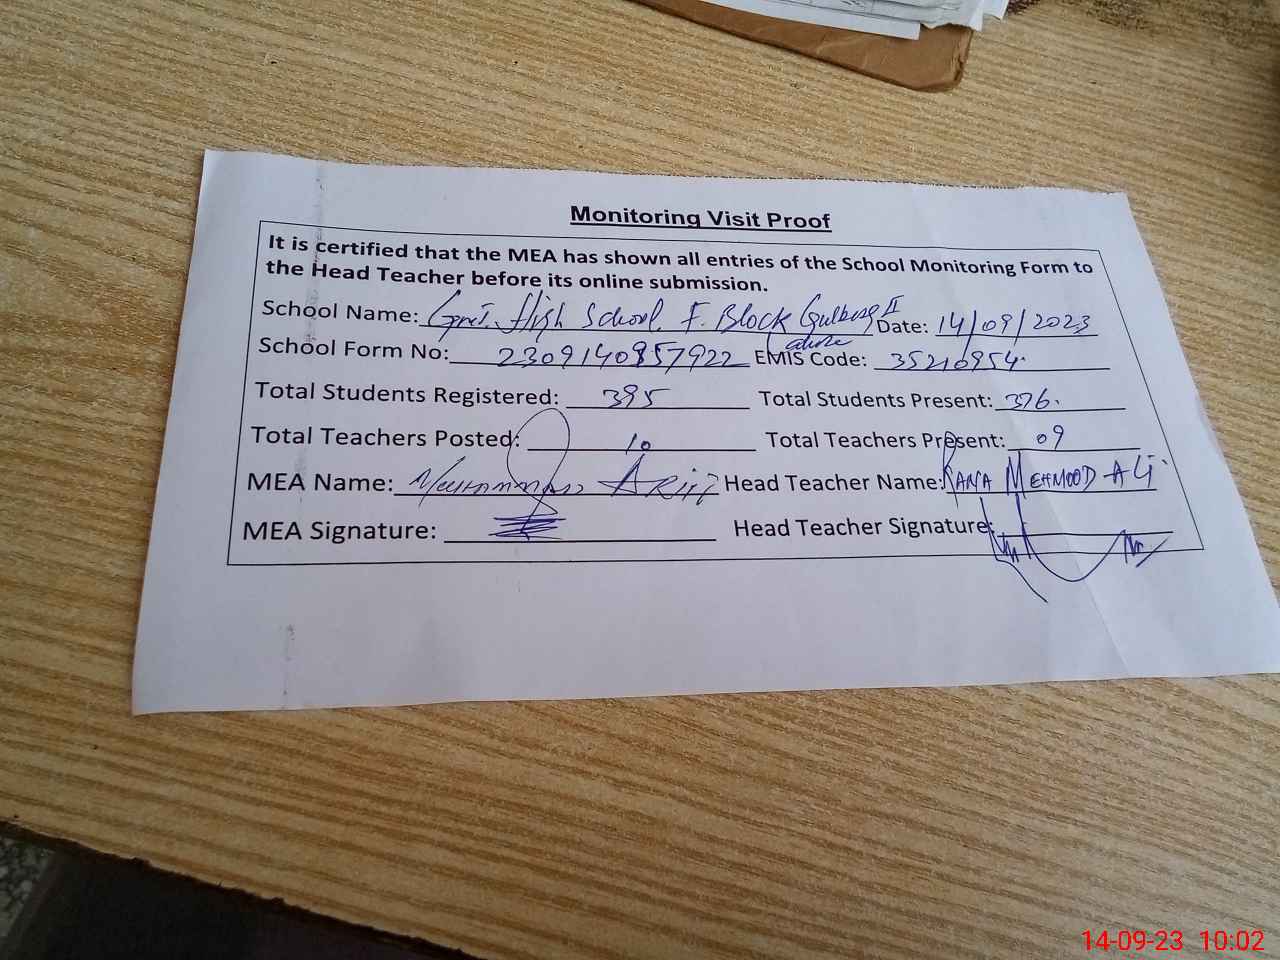 Monitoring Visit Proof
It is certified that the MEA has shown all entries of the School Monitoring Form to
the Head Teacher before its online submission.
School Name: Govt. High School F. Block Gulberg II Lahore Date: 14/09/2023
School Form No: 2309140857922 EMIS Code: 35210954
Total Students Registered: 395 Total Students Present: 376.
Total Teachers Posted: 10 Total Teachers Present: 09
MEA Name: Muhammad Arif Head Teacher Name: RANA MEHMOOD ALI
MEA Signature: Head Teacher Signature:
14-09-23 10:02